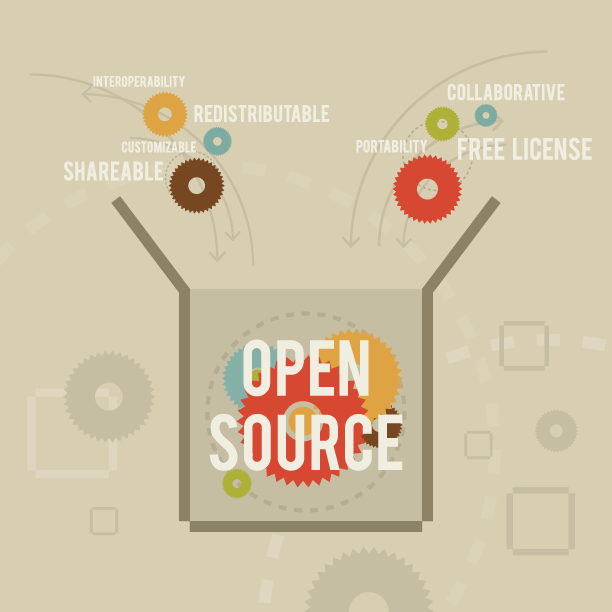 INTEROPERABILITY
REDISTRIBUTABLE
CUSTOMIZABLE
SHAREABLE
COLLABORATIVE
PORTABILITY
FREE LICENSE
OPEN
SOURCE